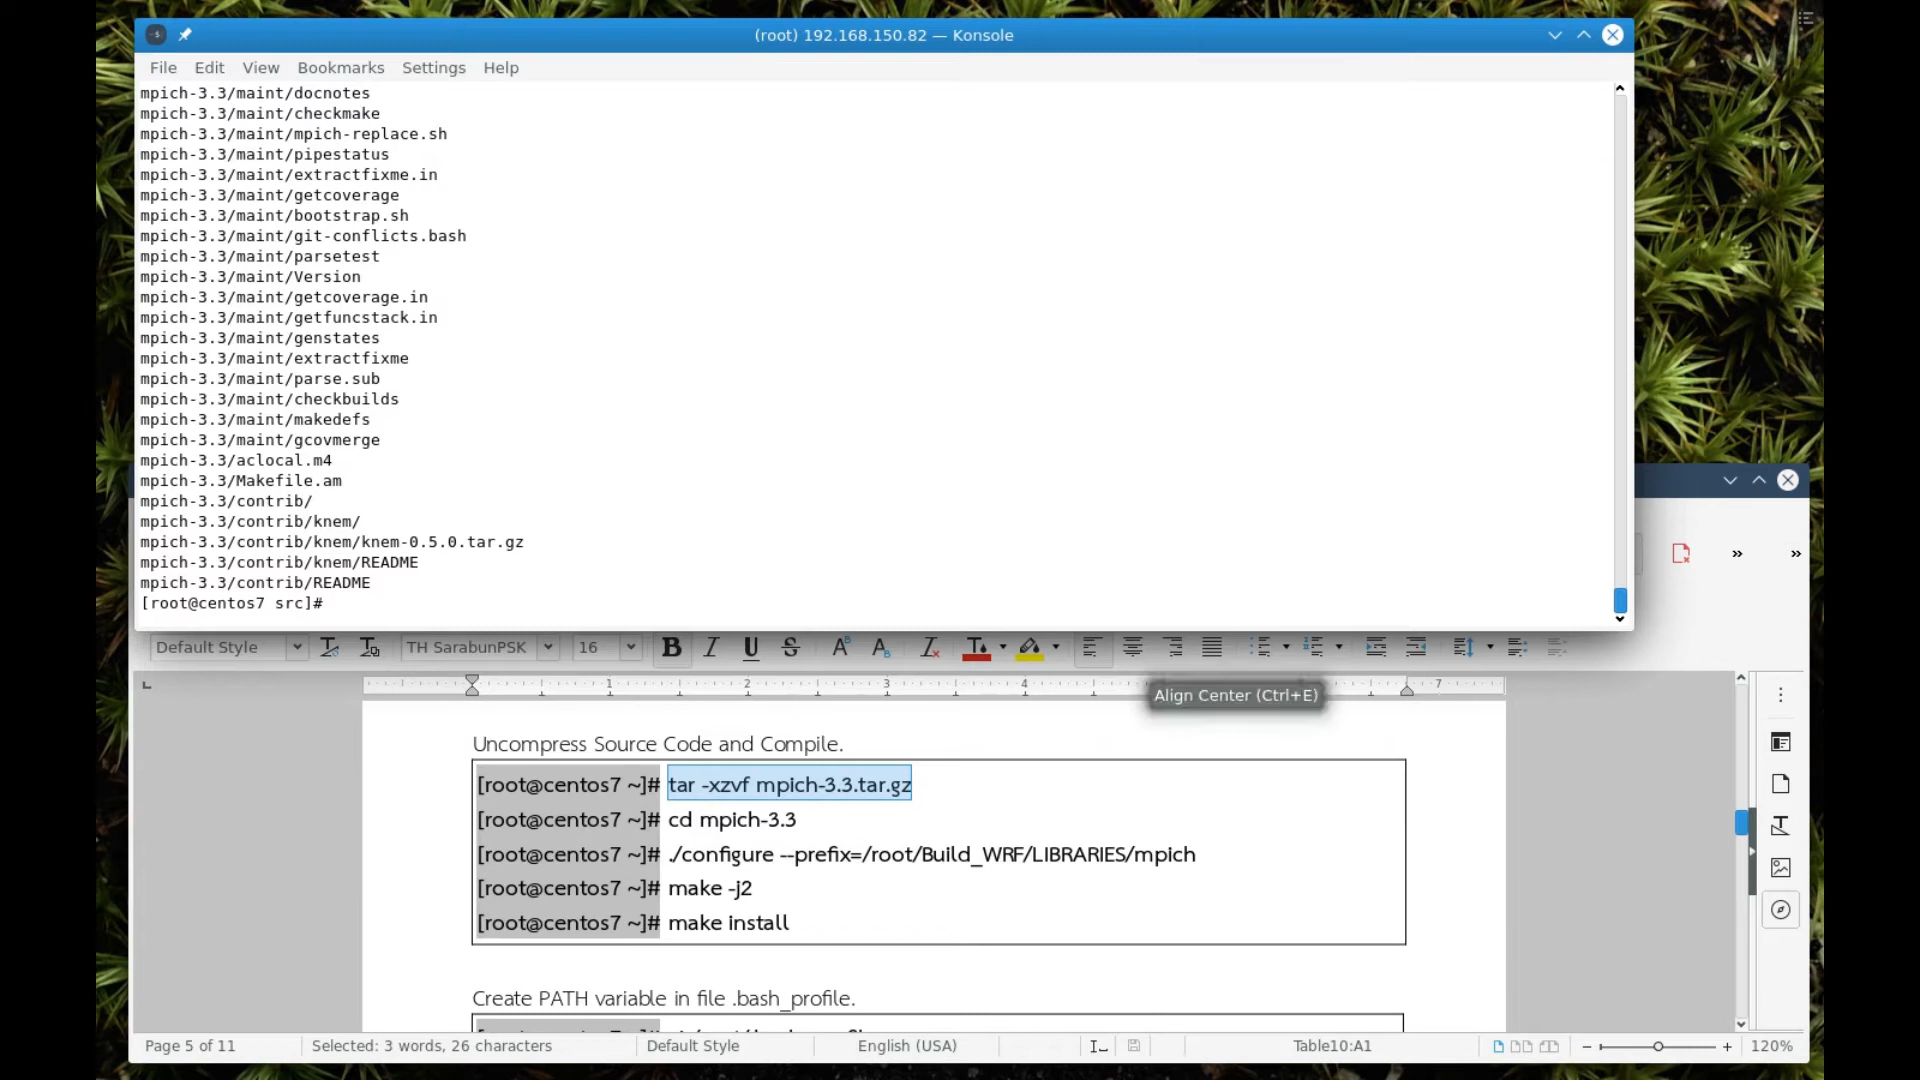 (root) 192.168.150.82 — Konsole
File Edit View Bookmarks Settings Help
mpich-3.3/maint/docnotes
mpich-3.3/maint/checkmake
mpich-3.3/maint/mpich-replace.sh
mpich-3.3/maint/pipestatus
mpich-3.3/maint/extractfixme.in
mpich-3.3/maint/getcoverage
mpich-3.3/maint/bootstrap.sh
mpich-3.3/maint/git-conflicts.bash
mpich-3.3/maint/parsetest
mpich-3.3/maint/Version
mpich-3.3/maint/getcoverage.in
mpich-3.3/maint/getfuncstack.in
mpich-3.3/maint/genstates
mpich-3.3/maint/extractfixme
mpich-3.3/maint/parse.sub
mpich-3.3/maint/checkbuilds
mpich-3.3/maint/makedefs
mpich-3.3/maint/gcovmerge
mpich-3.3/aclocal.m4
mpich-3.3/Makefile.am
mpich-3.3/contrib/
mpich-3.3/contrib/knem/
mpich-3.3/contrib/knem/knem-0.5.0.tar.gz
mpich-3.3/contrib/knem/README
mpich-3.3/contrib/README
[root@centos7 src]#
Default Style TH SarabunPSK 16
1 2 3 4 7
Align Center (Ctrl+E)
Uncompress Source Code and Compile.
[root@centos7 ~]# tar -xzvf mpich-3.3.tar.gz
[root@centos7 ~]# cd mpich-3.3
[root@centos7 ~]# ./configure --prefix=/root/Build_WRF/LIBRARIES/mpich
[root@centos7 ~]# make -j2
[root@centos7 ~]# make install
Create PATH variable in file .bash_profile.
Page 5 of 11 Selected: 3 words, 26 characters Default Style English (USA) Table10:A1 120%